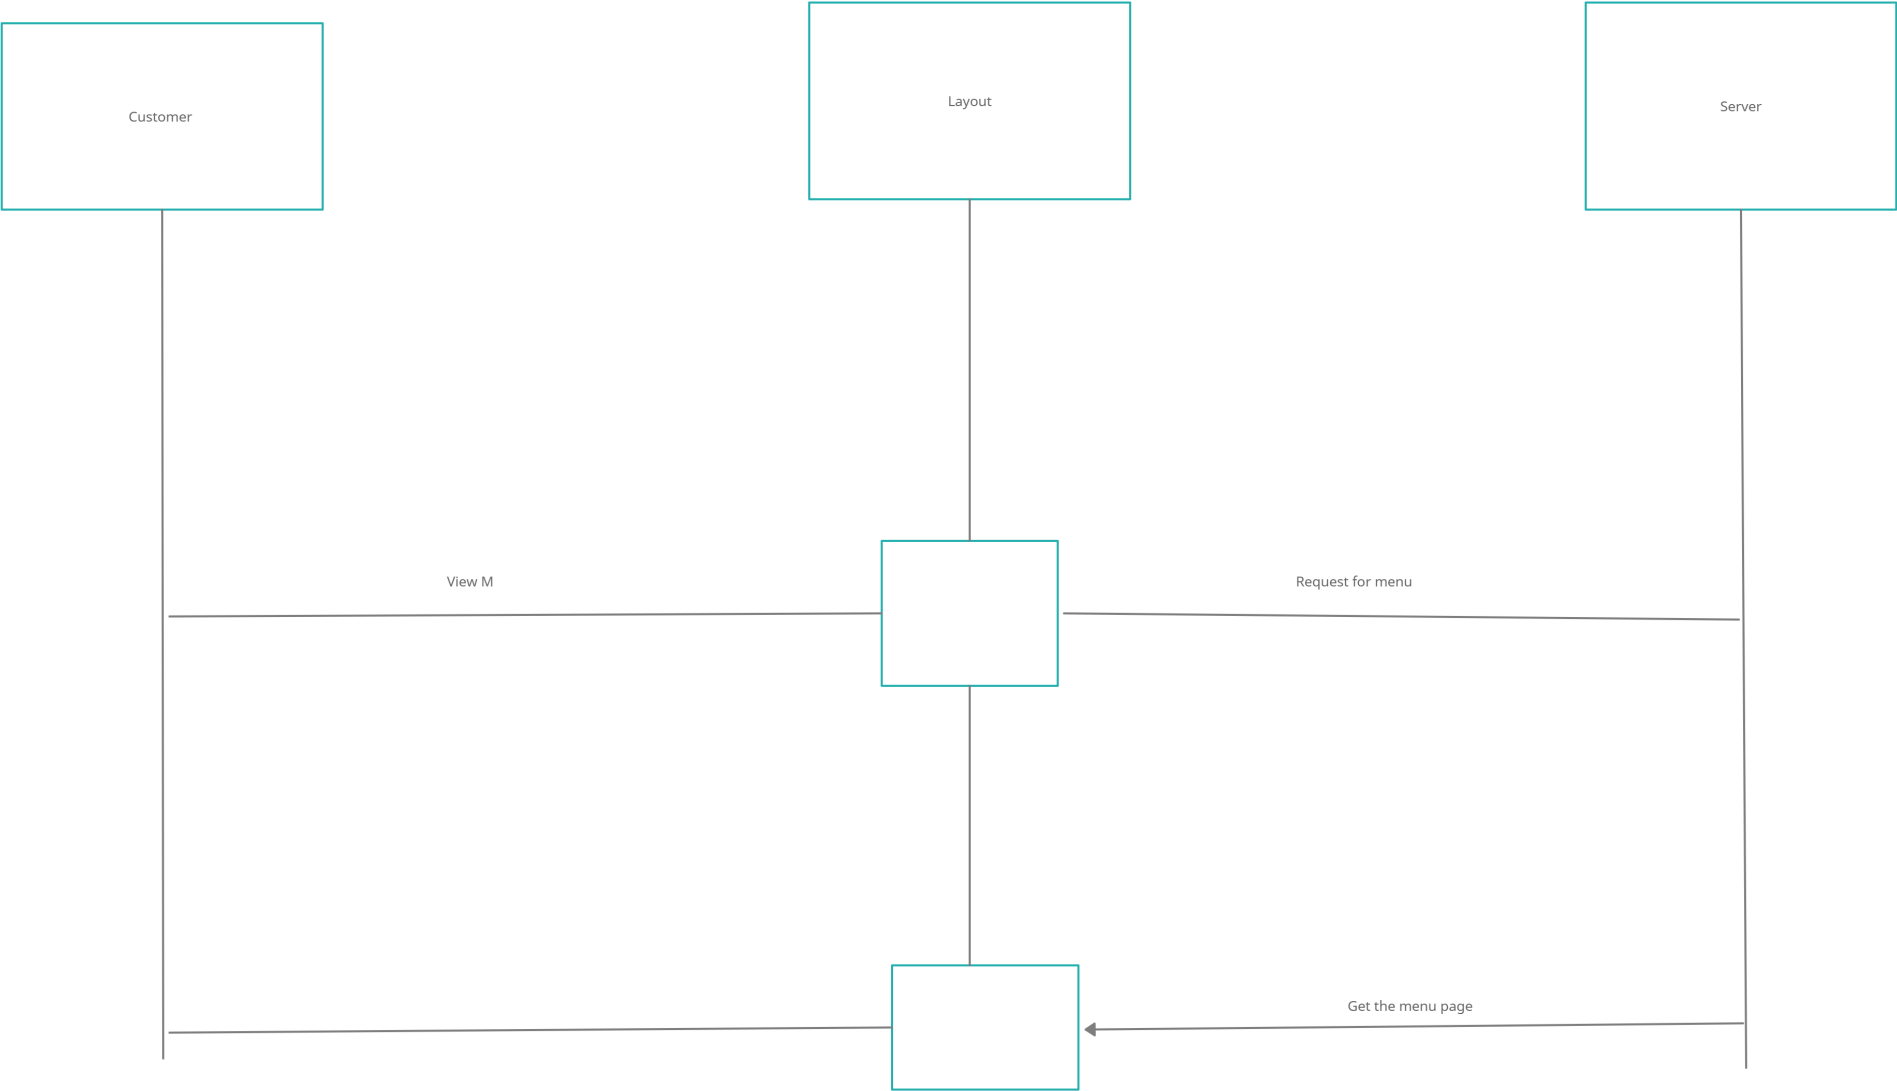 Customer
Layout
Server
View M
Request for menu
Get the menu page